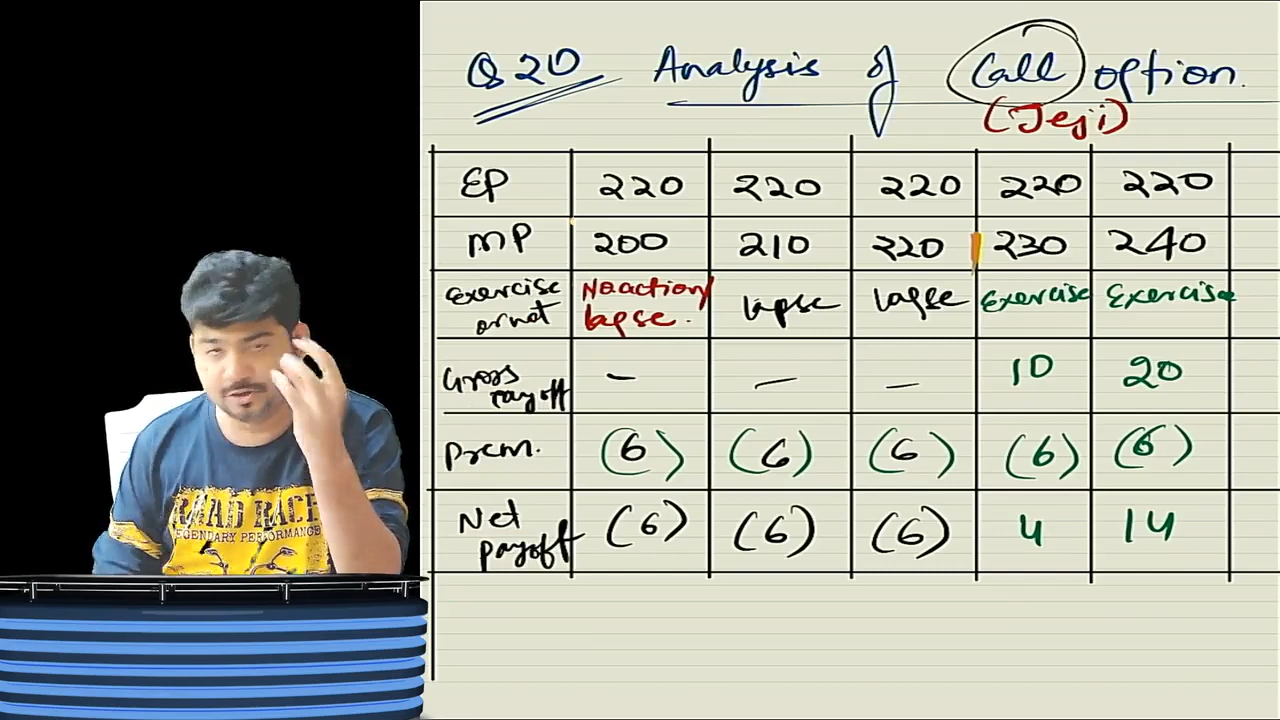 Q 20 Analysis of Call option.
(Teji)
EP 220 220 220 220 220
MP 200 210 220 230 240
Exercise or not No action/ lapse. lapse lapse Exercise Exercise
Gross payoff – – – 10 20
Prem. (6) (6) (6) (6) (6)
Net payoff (6) (6) (6) 4 14
ROAD RACE
LEGENDARY PERFORMANCE